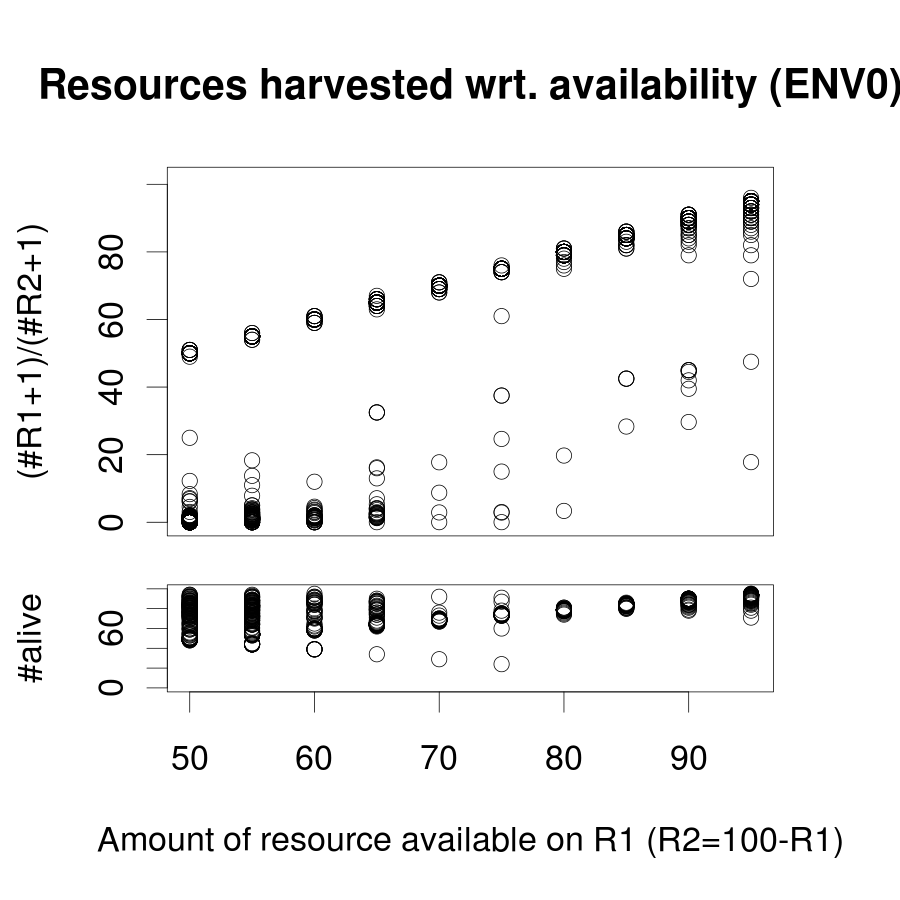 Resources harvested wrt. availability (ENV0)
(#R1+1)/(#R2+1)
80
60
40
20
0
#alive
60
0
50 60 70 80 90
Amount of resource available on R1 (R2=100-R1)